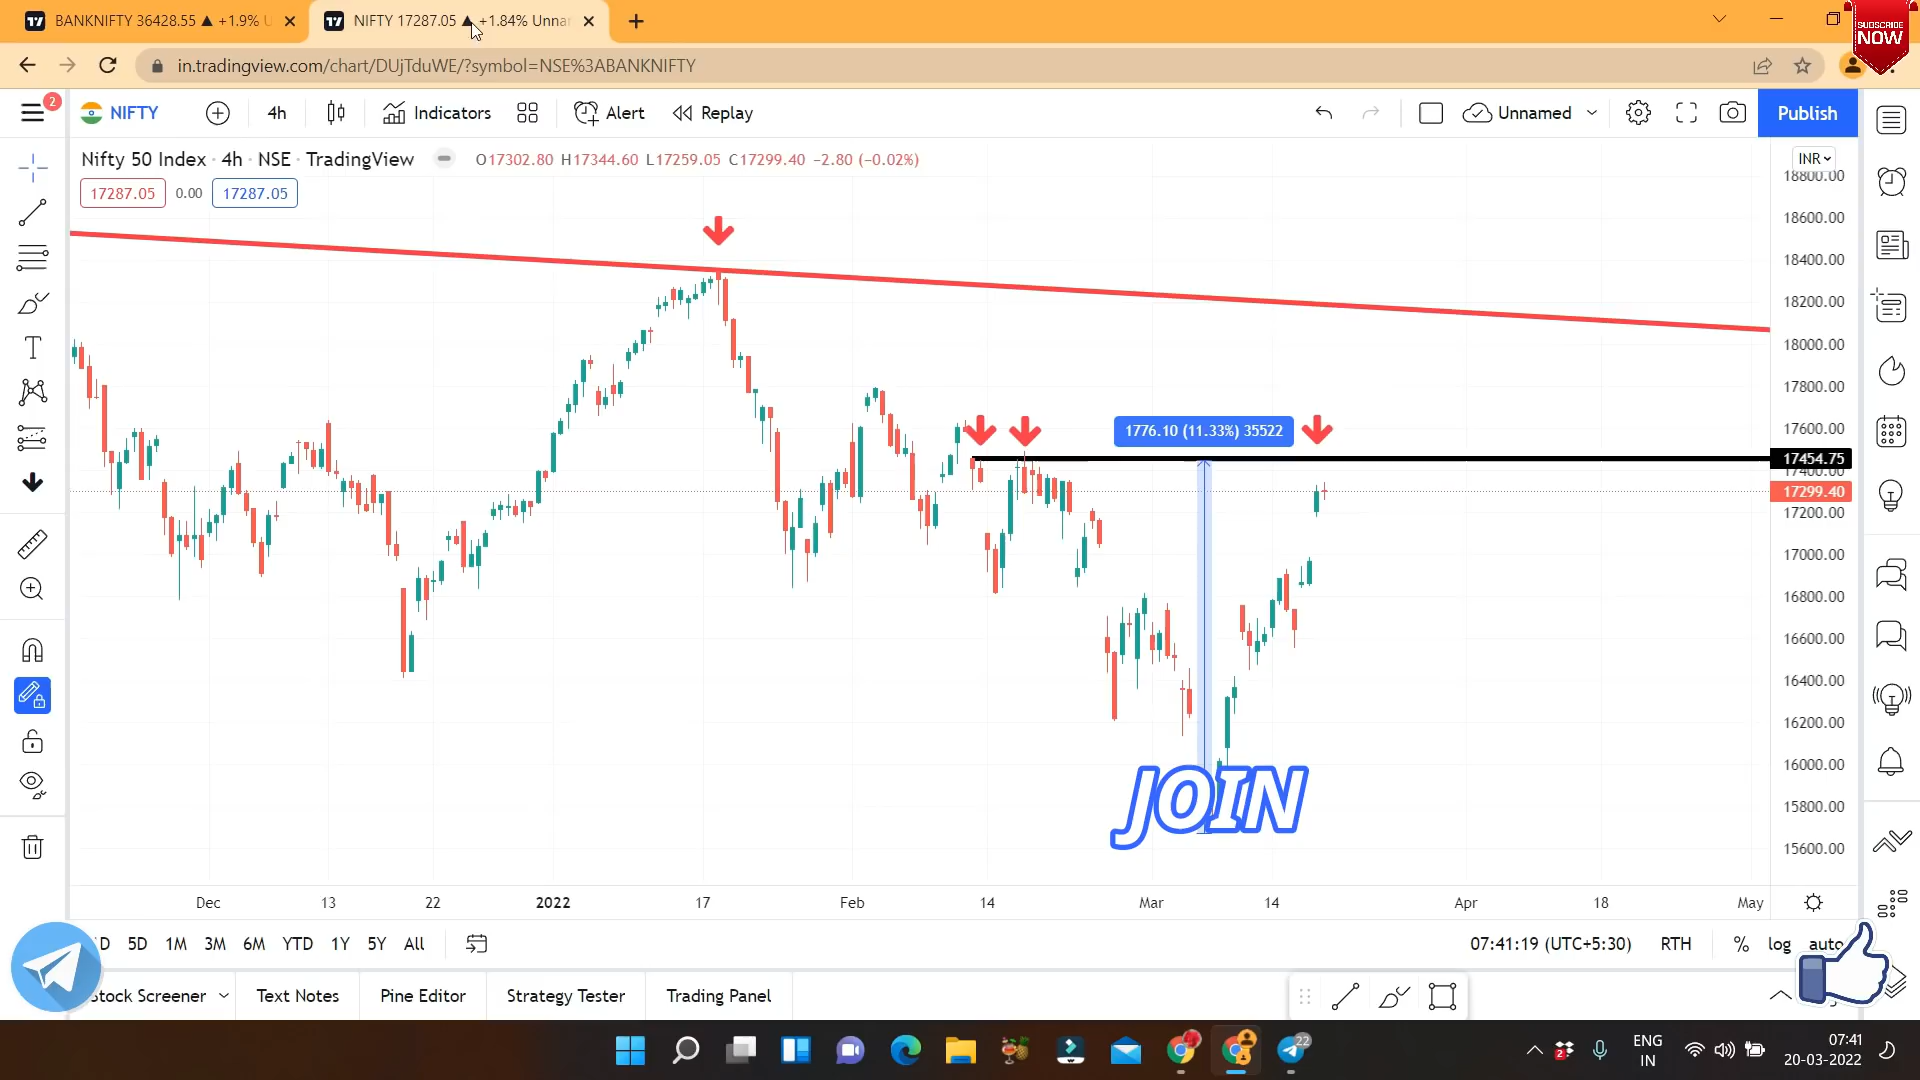 BANKNIFTY 36428.55 ▲ +1.9% U
NIFTY 17287.05 ▲ +1.84% Unna
SUBSCRIBE
NOW
in.tradingview.com/chart/DUjTduWE/?symbol=NSE%3ABANKNIFTY
2
NIFTY
4h
Indicators
Alert
Replay
Unnamed
Publish
Nifty 50 Index · 4h · NSE · TradingView
O17302.80 H17344.60 L17259.05 C17299.40 −2.80 (−0.02%)
INR
17287.05
0.00
17287.05
18800.00
18600.00
18400.00
18200.00
18000.00
17800.00
17600.00
1776.10 (11.33%) 35522
17454.75
17400.00
17299.40
17200.00
17000.00
16800.00
16600.00
16400.00
16200.00
16000.00
15800.00
15600.00
JOIN
Dec
13
22
2022
17
Feb
14
Mar
14
Apr
18
May
D
5D
1M
3M
6M
YTD
1Y
5Y
All
07:41:19 (UTC+5:30)
RTH
%
log
auto
Stock Screener
Text Notes
Pine Editor
Strategy Tester
Trading Panel
22
2
ENG
IN
07:41
20-03-2022